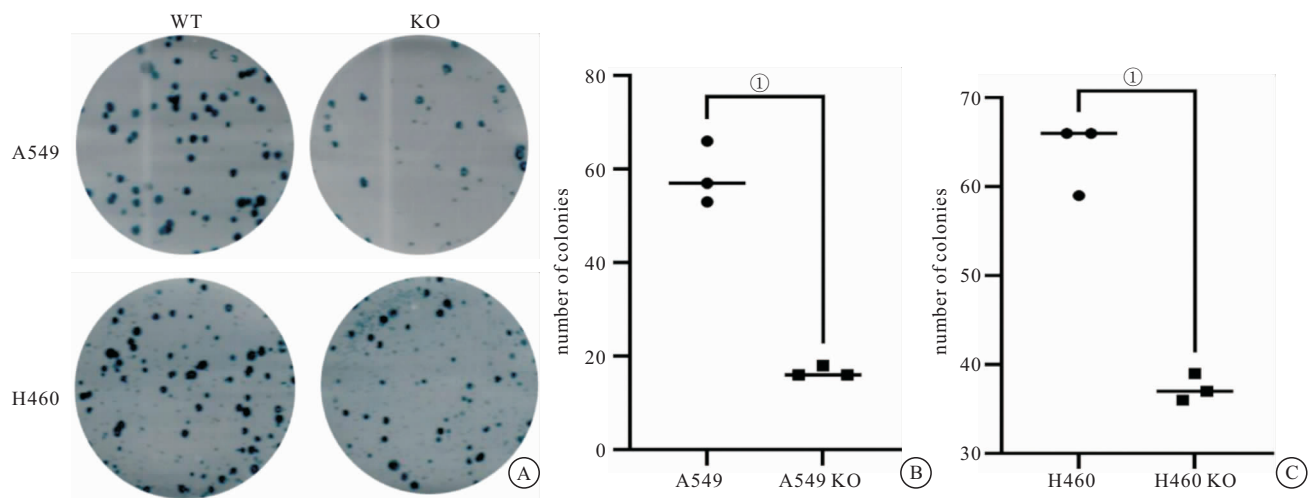 WT KO
A549
H460
Ⓐ
number of colonies
80
60
40
20
0
①
A549 A549 KO
Ⓑ
number of colonies
70
60
50
40
30
①
H460 H460 KO
Ⓒ